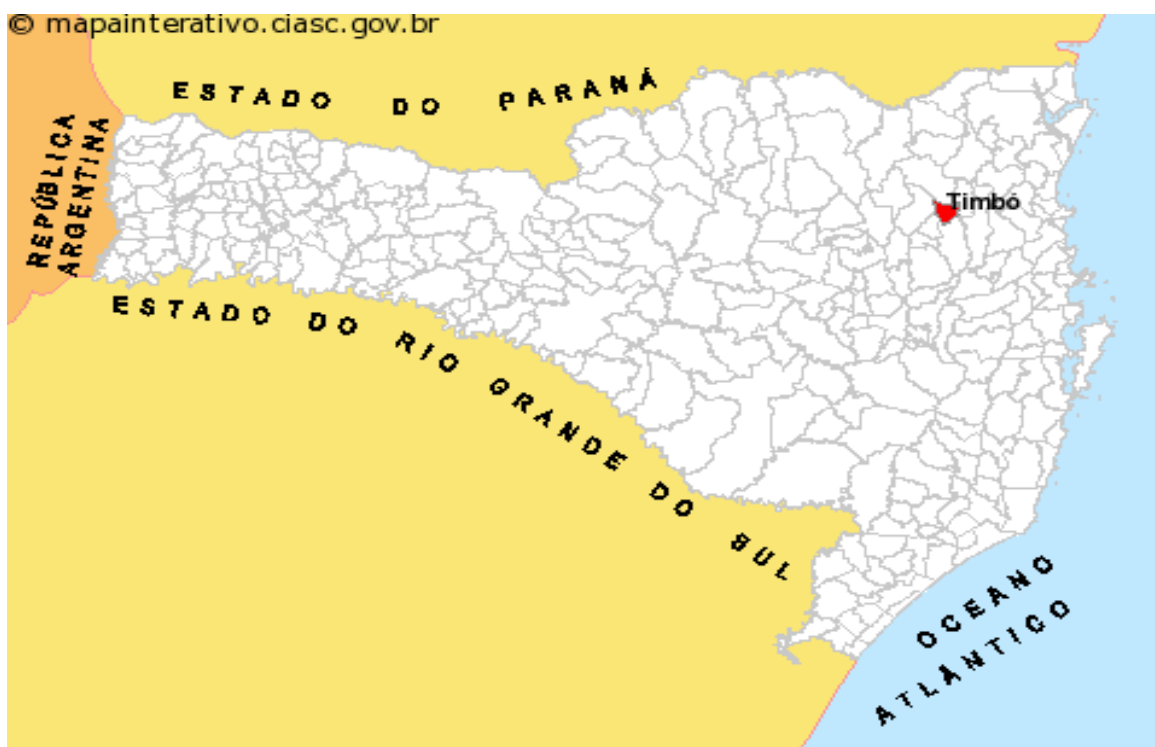 © mapainterativo.ciasc.gov.br
ESTADO DO PARANÁ
REPÚBLICA
ARGENTINA
Timbó
ESTADO DO RIO GRANDE DO SUL
OCEANO
ATLÂNTICO